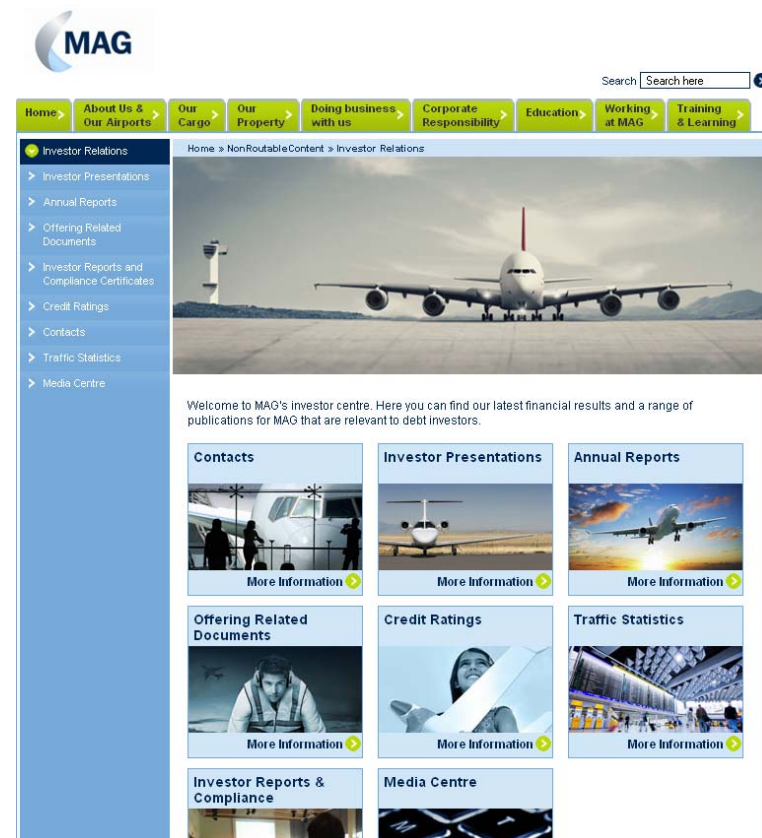 MAG
Search Search here
Home
About Us &
Our Airports
Our
Cargo
Our
Property
Doing business
with us
Corporate
Responsibility
Education
Working
at MAG
Training
& Learning
Investor Relations
Investor Presentations
Annual Reports
Offering Related
Documents
Investor Reports and
Compliance Certificates
Credit Ratings
Contacts
Traffic Statistics
Media Centre
Home » NonRoutableContent » Investor Relations
Welcome to MAG's investor centre. Here you can find our latest financial results and a range of
publications for MAG that are relevant to debt investors.
Contacts
More Information
Investor Presentations
More Information
Annual Reports
More Information
Offering Related
Documents
More Information
Credit Ratings
More Information
Traffic Statistics
More Information
Investor Reports &
Compliance
Media Centre